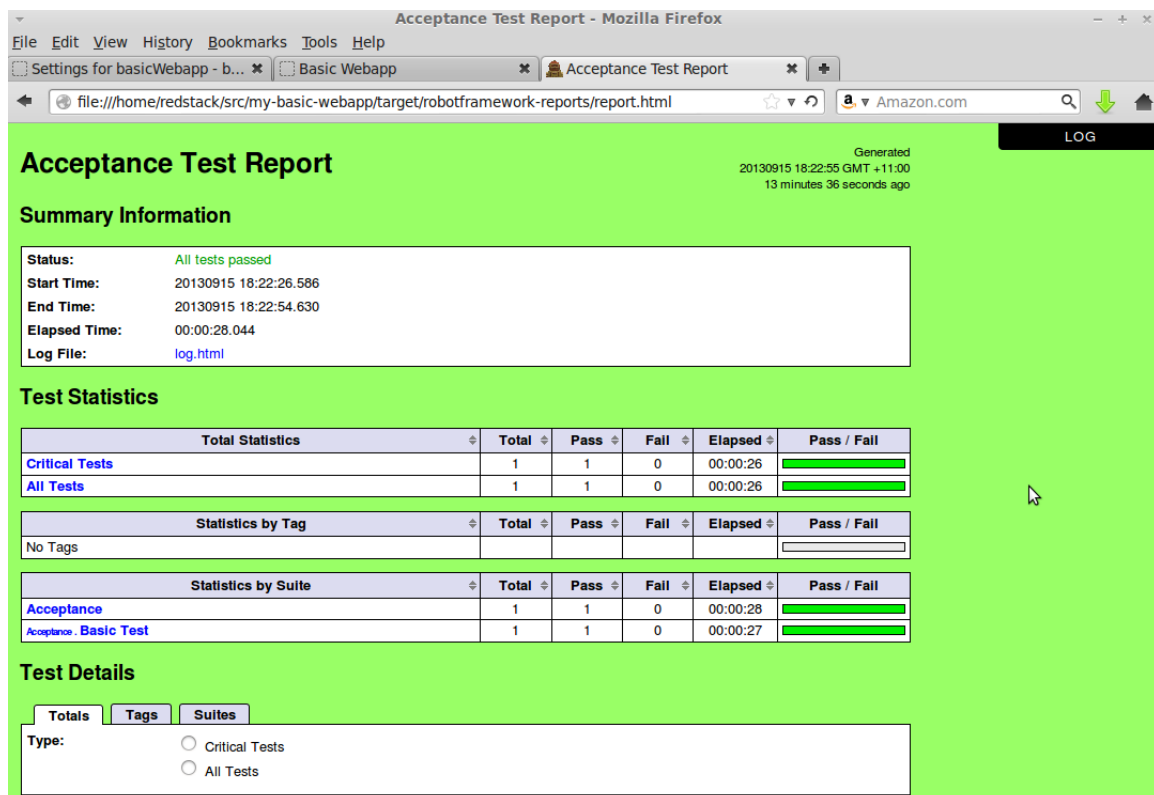 Acceptance Test Report - Mozilla Firefox
File Edit View History Bookmarks Tools Help
Settings for basicWebapp - b... Basic Webapp Acceptance Test Report
file:///home/redstack/src/my-basic-webapp/target/robotframework-reports/report.html Amazon.com
LOG
Acceptance Test Report
Generated
20130915 18:22:55 GMT +11:00
13 minutes 36 seconds ago
Summary Information
Status: All tests passed
Start Time: 20130915 18:22:26.586
End Time: 20130915 18:22:54.630
Elapsed Time: 00:00:28.044
Log File: log.html
Test Statistics
Total Statistics Total Pass Fail Elapsed Pass / Fail
Critical Tests 1 1 0 00:00:26
All Tests 1 1 0 00:00:26
Statistics by Tag Total Pass Fail Elapsed Pass / Fail
No Tags
Statistics by Suite Total Pass Fail Elapsed Pass / Fail
Acceptance 1 1 0 00:00:28
Acceptance . Basic Test 1 1 0 00:00:27
Test Details
Totals Tags Suites
Type: Critical Tests
All Tests